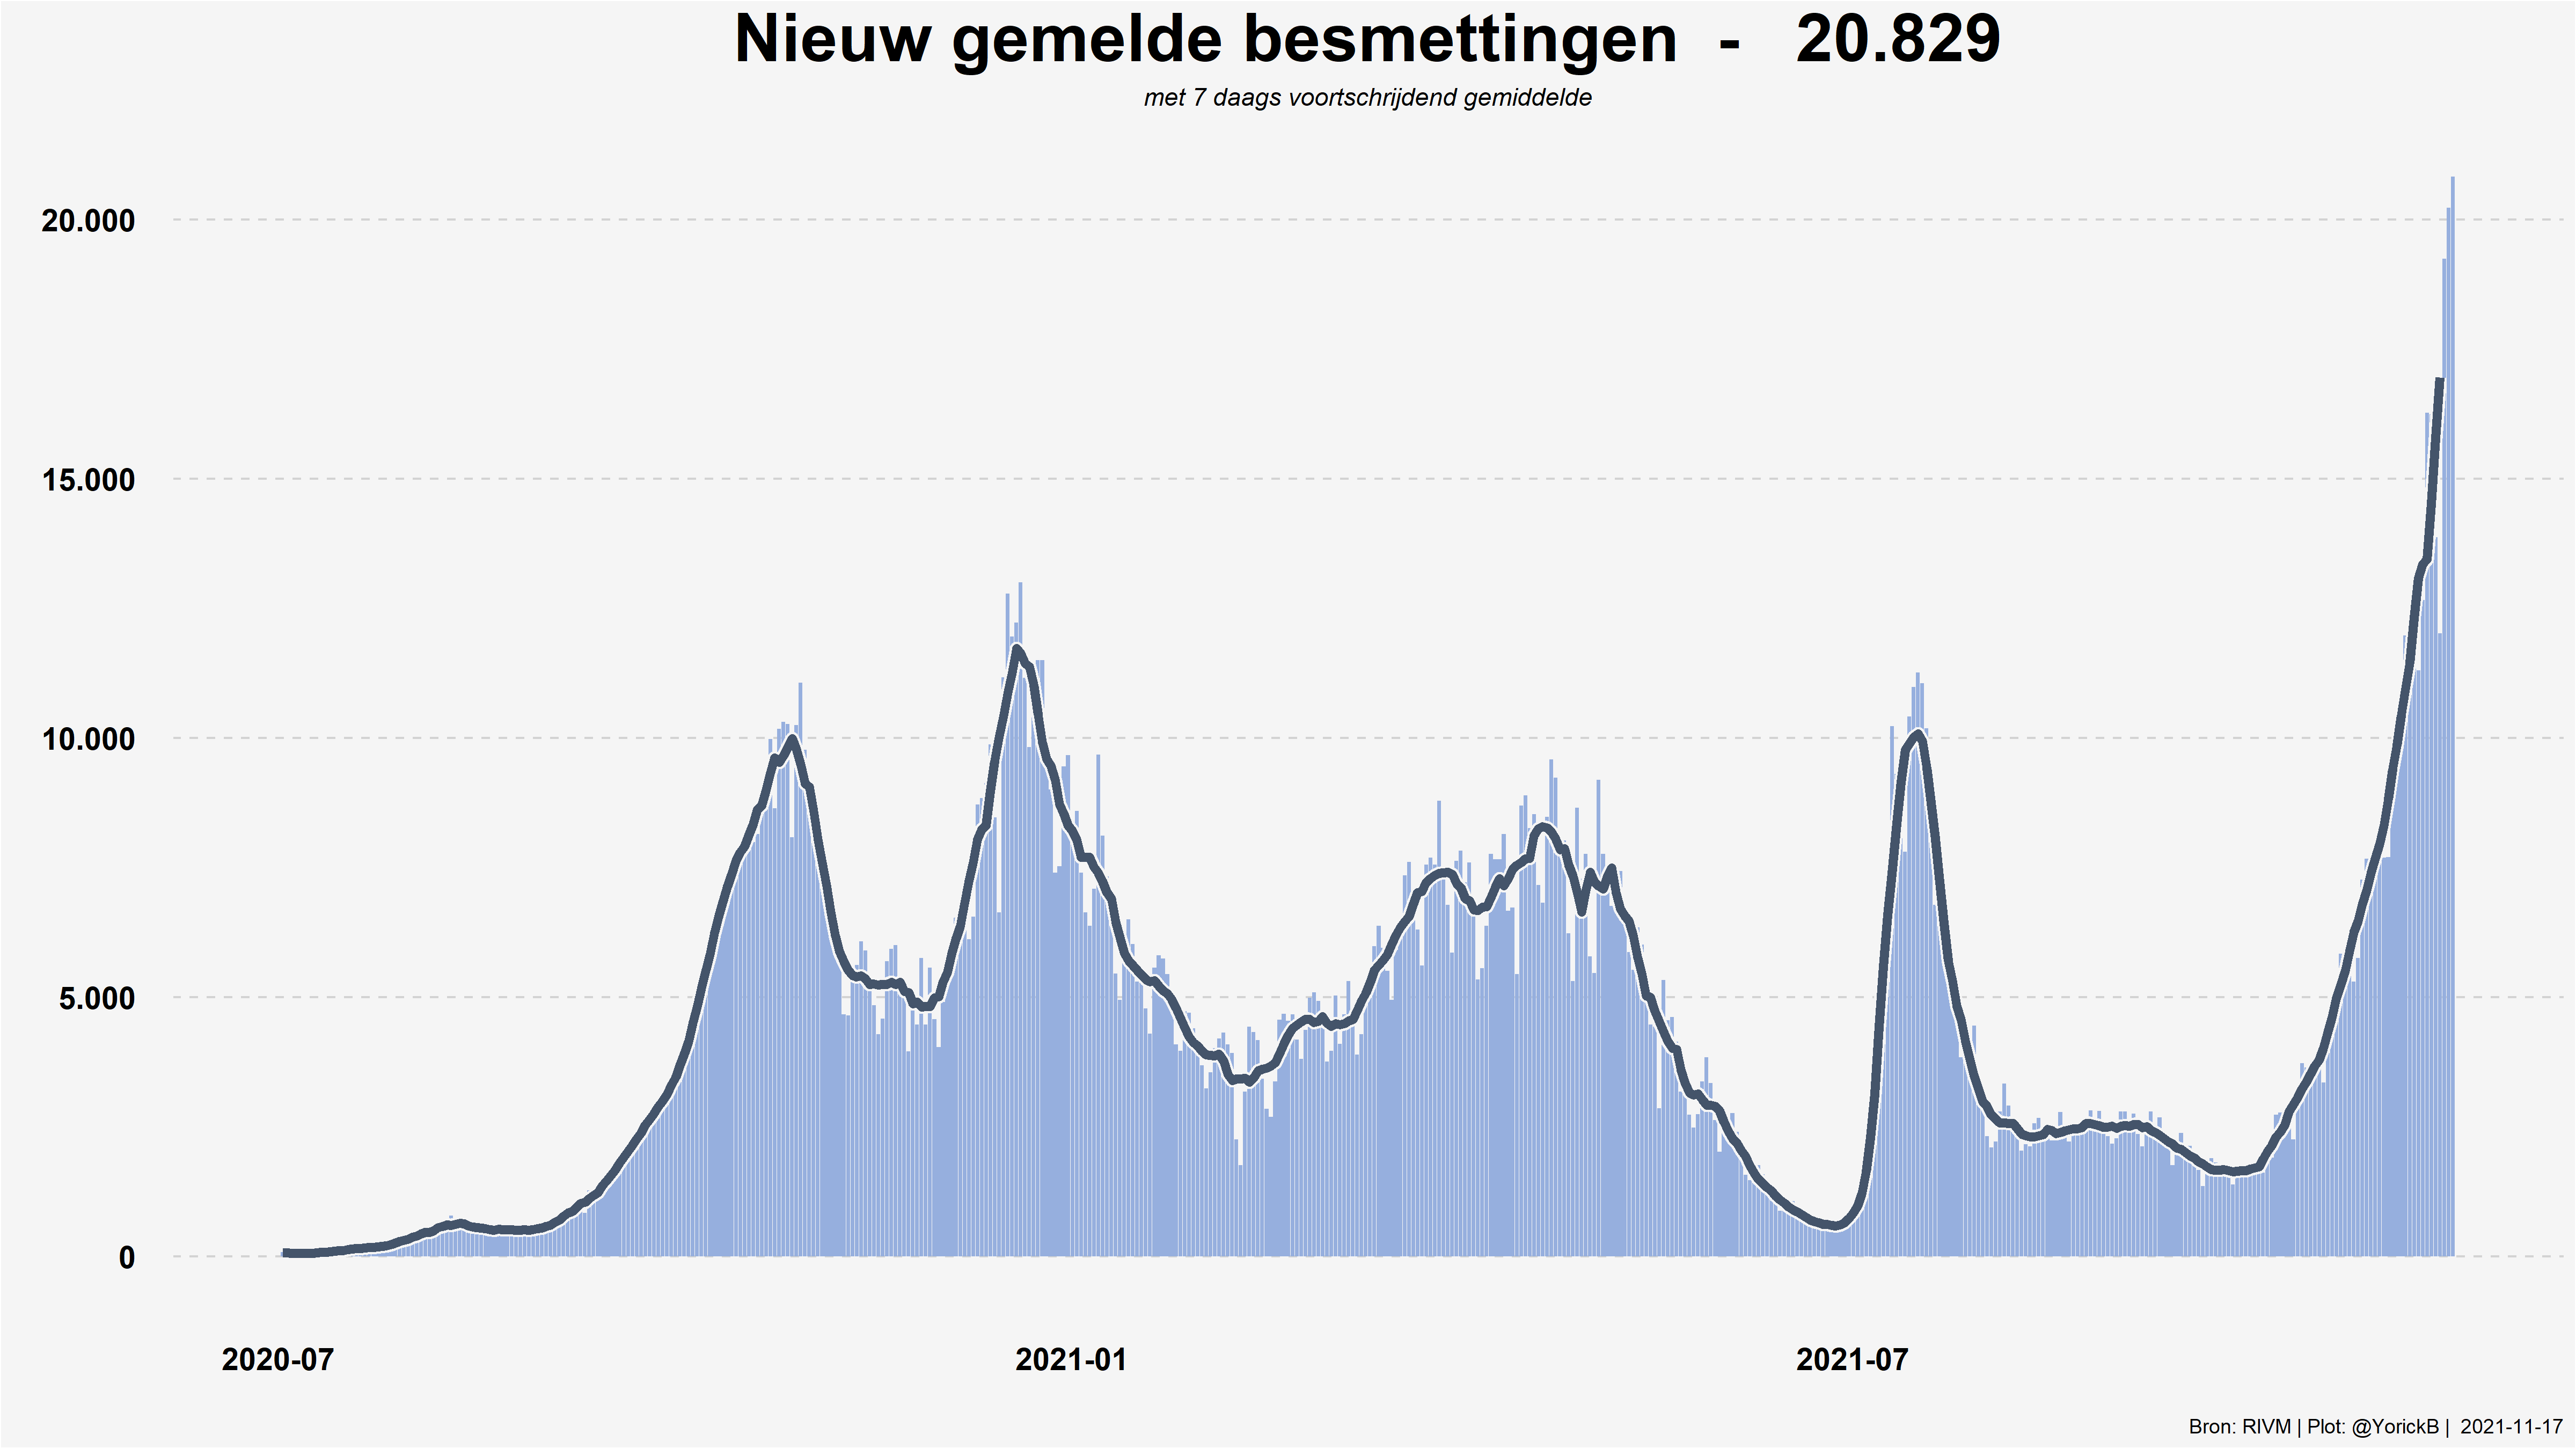 Nieuw gemelde besmettingen - 20.829
met 7 daags voortschrijdend gemiddelde
20.000
15.000
10.000
5.000
0
2020-07 2021-01 2021-07
Bron: RIVM | Plot: @YorickB | 2021-11-17